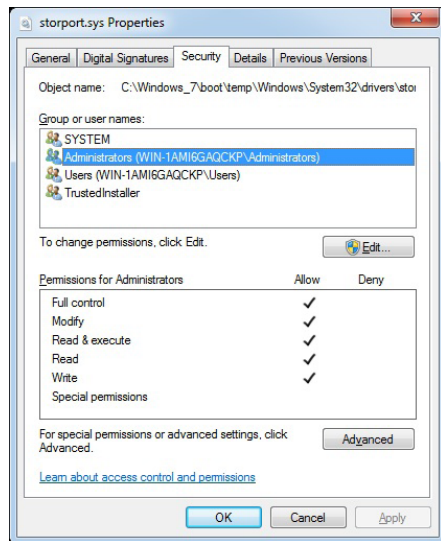 storport.sys Properties
General Digital Signatures Security Details Previous Versions
Object name: C:\Windows_7\boot\temp\Windows\System32\drivers\stor
Group or user names:
SYSTEM
Administrators (WIN-1AMI6GAQCKP\Administrators)
Users (WIN-1AMI6GAQCKP\Users)
TrustedInstaller
To change permissions, click Edit.
Edit...
Permissions for Administrators Allow Deny
Full control
Modify
Read & execute
Read
Write
Special permissions
For special permissions or advanced settings, click
Advanced.
Advanced
Learn about access control and permissions
OK Cancel Apply